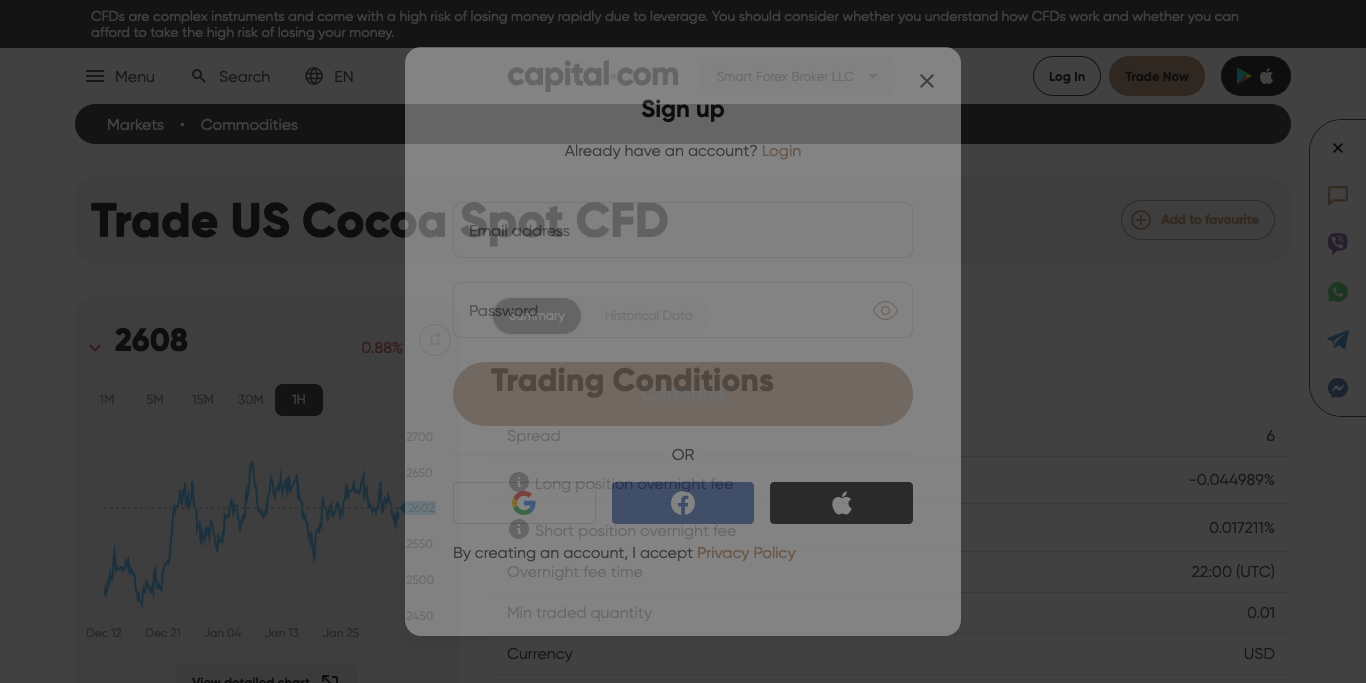 CFDs are complex instruments and come with a high risk of losing money rapidly due to leverage. You should consider whether you understand how CFDs work and whether you can
afford to take the high risk of losing your money.
Menu
Search
EN
capital.com
Smart Forex Broker LLC
Log In
Trade Now
Markets • Commodities
Sign up
Already have an account? Login
Trade US Cocoa Spot CFD
Add to favourite
Email address
Password
Summary
Historical Data
2608
0.88%
1M
5M
15M
30M
1H
Trading Conditions
Continue
2700
2650
2602
2550
2500
2450
Dec 12
Dec 21
Jan 04
Jan 13
Jan 25
View detailed chart
Spread 6
OR
Long position overnight fee -0.044989%
Short position overnight fee 0.017211%
By creating an account, I accept Privacy Policy
Overnight fee time 22:00 (UTC)
Min traded quantity 0.01
Currency USD